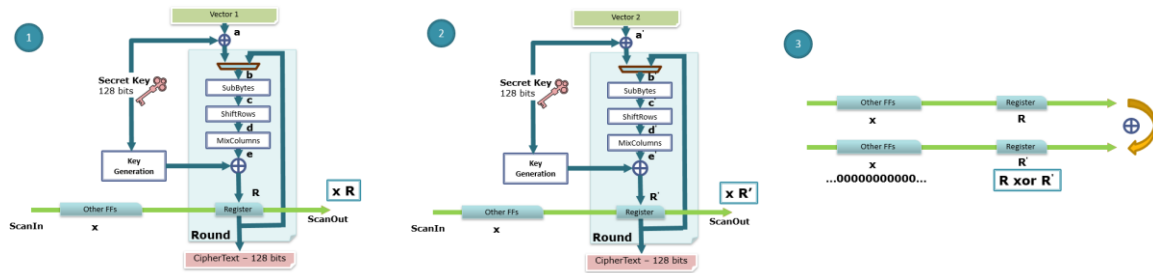 1
Vector 1
a
Secret Key
128 bits
b
SubBytes
c
ShiftRows
d
MixColumns
e
Key
Generation
R
x R
Other FFs
Register
ScanIn
x
ScanOut
Round
CipherText – 128 bits
2
Vector 2
a'
Secret Key
128 bits
b
SubBytes
c'
ShiftRows
d'
MixColumns
e'
Key
Generation
R'
x R'
Other FFs
Register
ScanIn
x
ScanOut
Round
CipherText – 128 bits
3
Other FFs
Register
x
R
Other FFs
Register
x
R'
...00000000000...
R xor R'